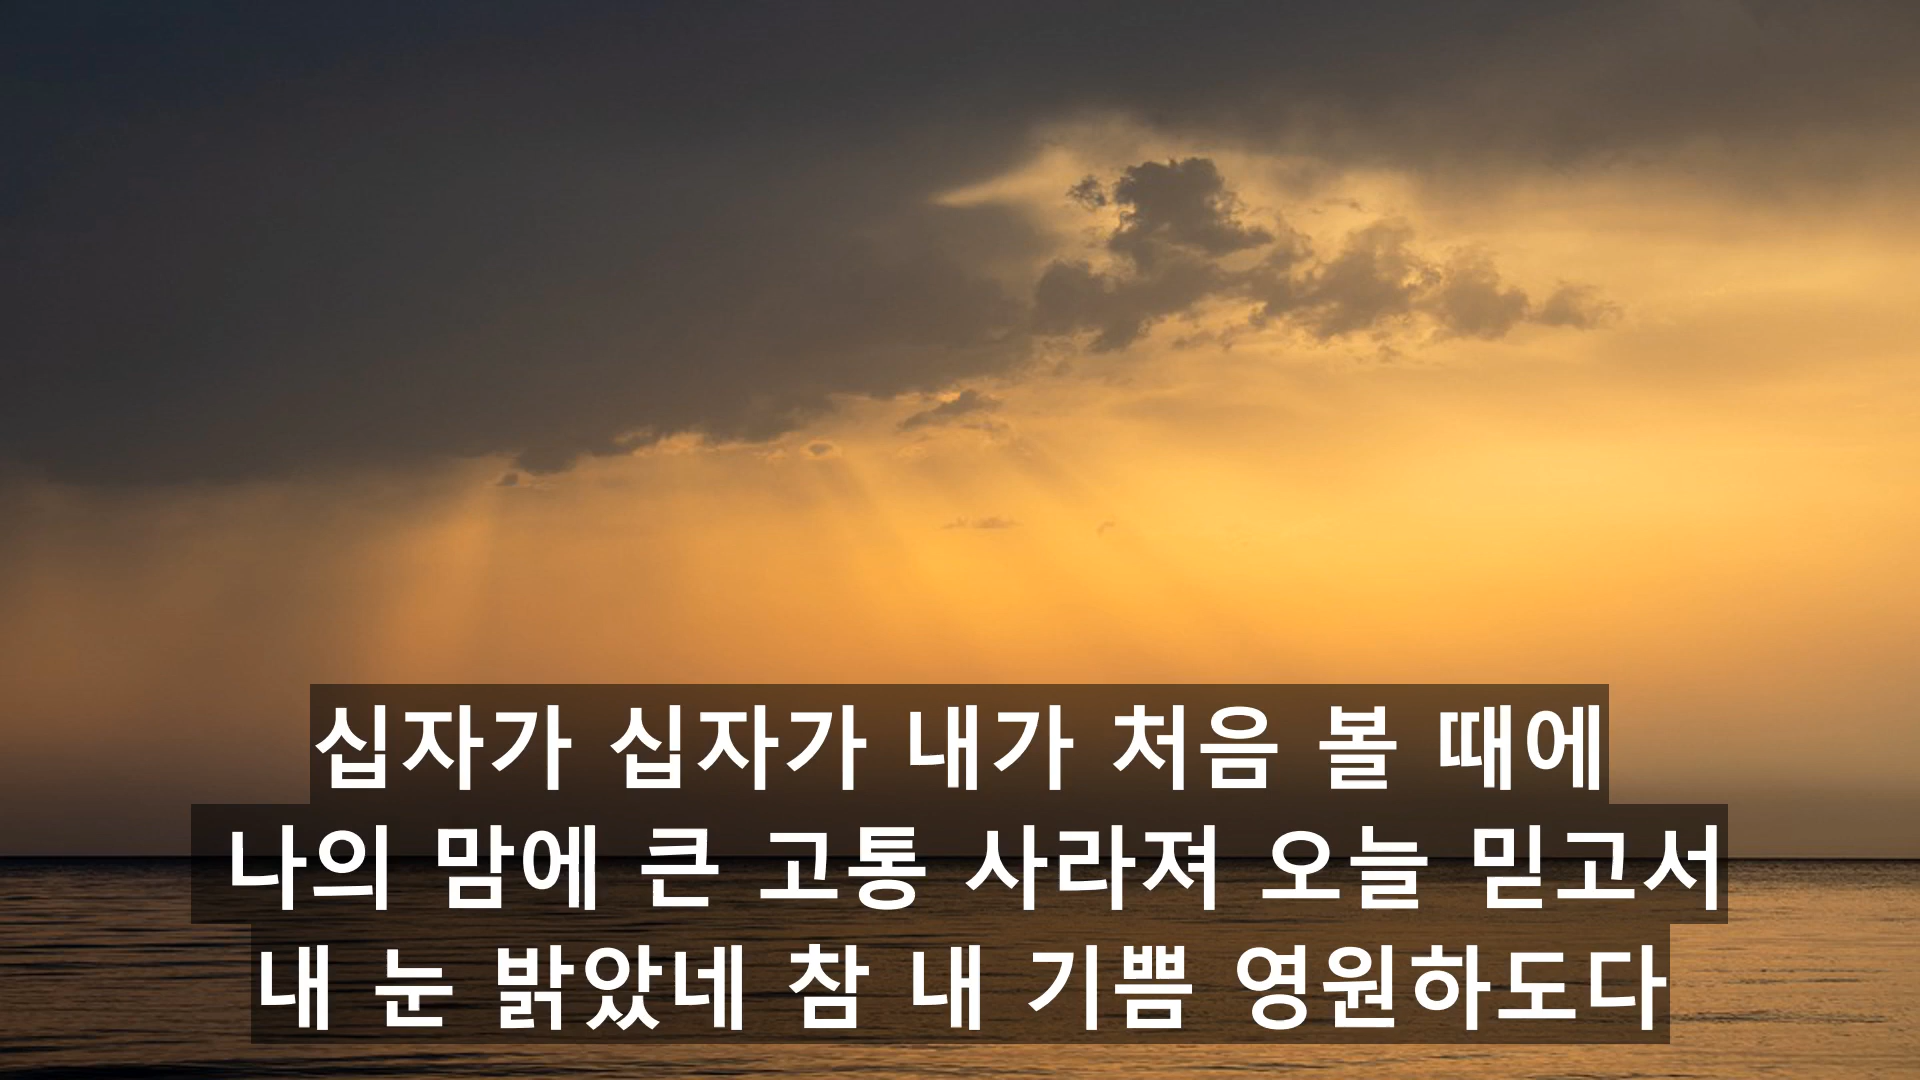 십자가 십자가 내가 처음 볼 때에
나의 맘에 큰 고통 사라져 오늘 믿고서
내 눈 밝았네 참 내 기쁨 영원하도다